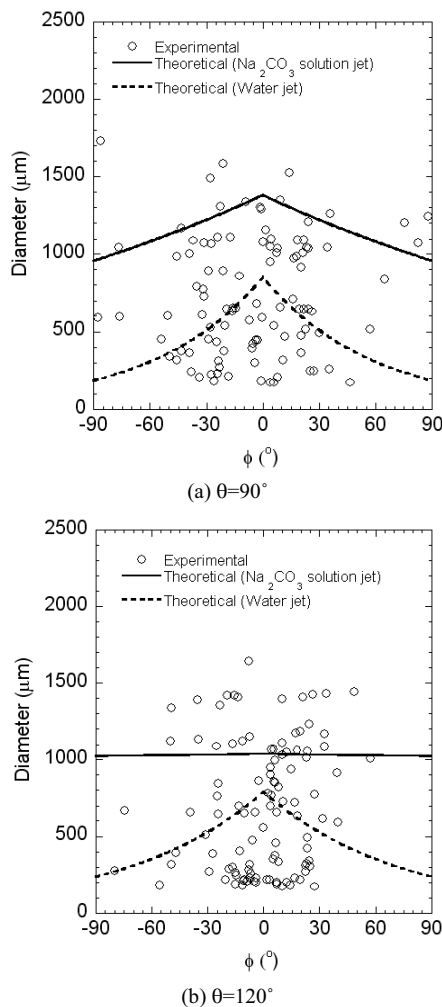 2500
2000
1500
1000
500
0
Diameter (μm)
Experimental
Theoretical (Na2CO3 solution jet)
Theoretical (Water jet)
-90 -60 -30 0 30 60 90
ϕ (°)
(a) θ=90˚
2500
2000
1500
1000
500
0
Diameter (μm)
Experimental
Theoretical (Na2CO3 solution jet)
Theoretical (Water jet)
-90 -60 -30 0 30 60 90
ϕ (°)
(b) θ=120˚